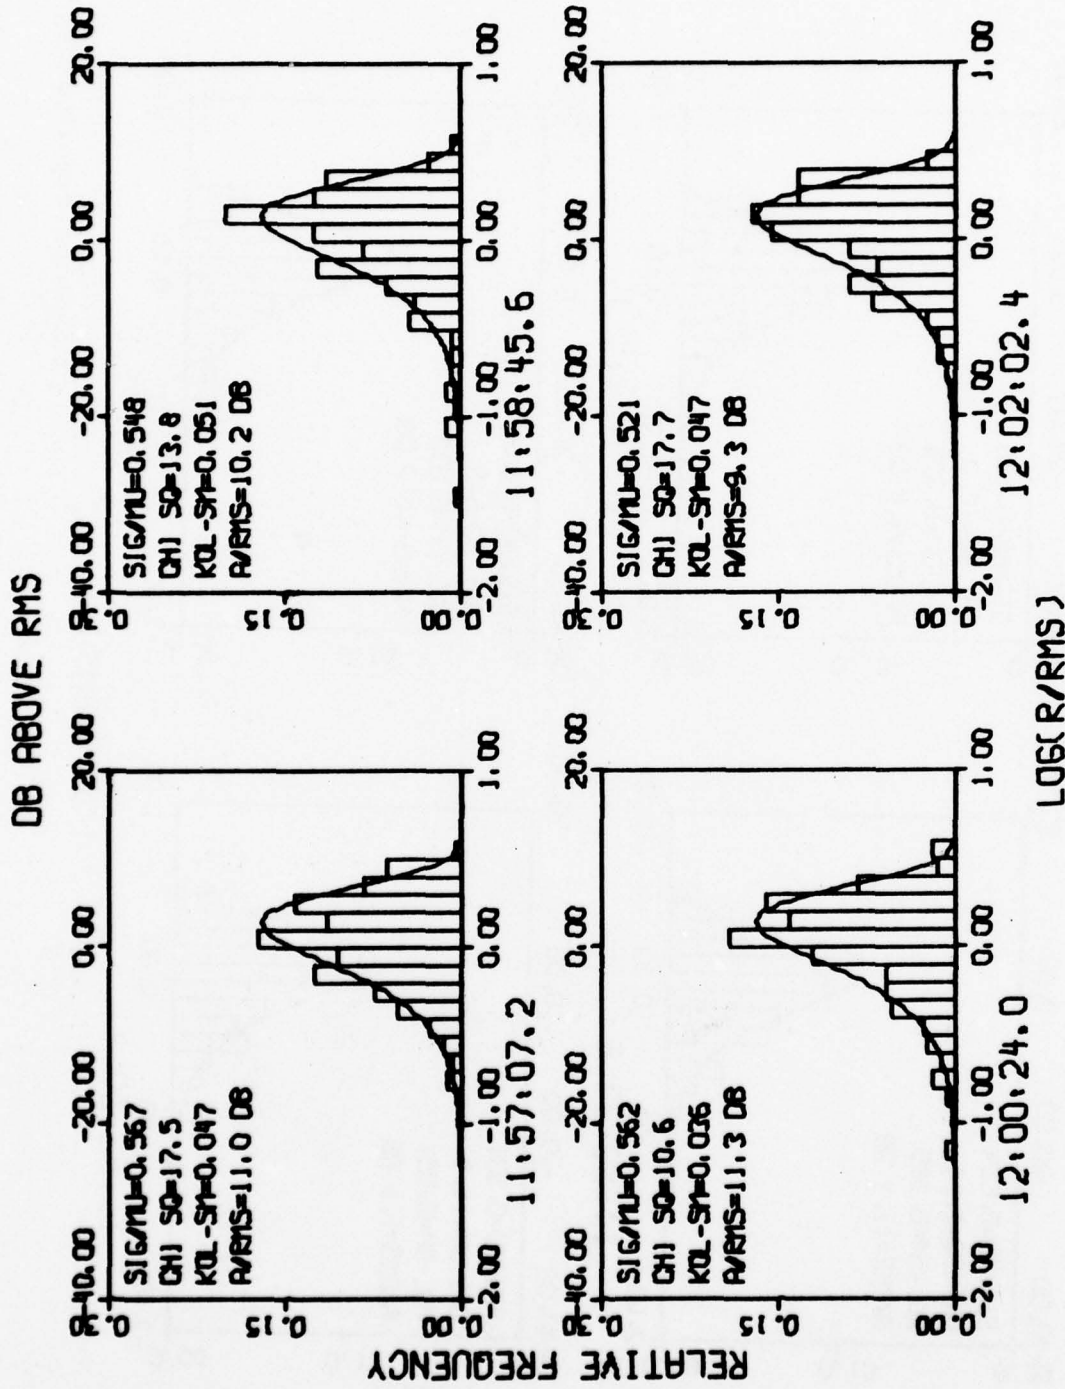 DB ABOVE RMS
-40.00 -20.00 0.00 20.00
-40.00 -20.00 0.00 20.00
RELATIVE FREQUENCY
0.30
0.15
0.00
SIG/MU=0.567
CHI SQ=17.5
KOL-SM=0.047
A/RMS=11.0 DB
-2.00 -1.00 0.00 1.00
11:57:07.2
0.30
0.15
0.00
SIG/MU=0.548
CHI SQ=13.8
KOL-SM=0.051
A/RMS=10.2 DB
-2.00 -1.00 0.00 1.00
11:58:45.6
-40.00 -20.00 0.00 20.00
0.30
0.15
0.00
SIG/MU=0.562
CHI SQ=10.6
KOL-SM=0.036
A/RMS=11.3 DB
-2.00 -1.00 0.00 1.00
12:00:24.0
-40.00 -20.00 0.00 20.00
0.30
0.15
0.00
SIG/MU=0.521
CHI SQ=17.7
KOL-SM=0.047
A/RMS=9.3 DB
-2.00 -1.00 0.00 1.00
12:02:02.4
LOG(R/RMS)